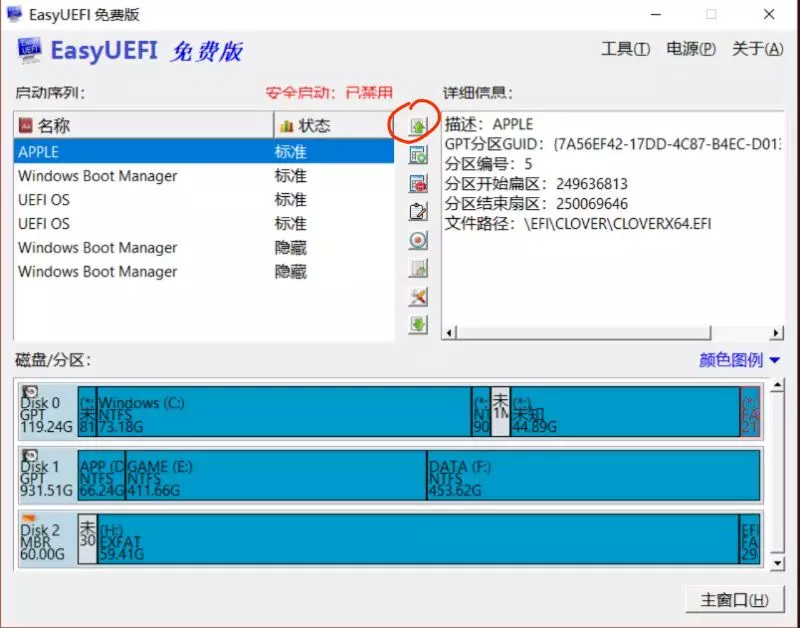 EasyUEFI 免费版
EasyUEFI 免费版
工具(T) 电源(P) 关于(A)
启动序列: 安全启动: 已禁用
详细信息:
名称 状态
APPLE 标准
Windows Boot Manager 标准
UEFI OS 标准
UEFI OS 标准
Windows Boot Manager 隐藏
Windows Boot Manager 隐藏
描述: APPLE
GPT分区GUID: {7A56EF42-17DD-4C87-B4EC-D01
分区编号: 5
分区开始扇区: 249636813
分区结束扇区: 250069646
文件路径: \EFI\CLOVER\CLOVERX64.EFI
磁盘/分区: 颜色图例
Disk 0
GPT
119.24G
(*:
未
81
Windows (C:)
NTFS
73.18G
(*:
NT
90
未
1M
(*:)
未知
44.89G
(*:
FA
21
Disk 1
GPT
931.51G
APP (D
NTFS
66.24G
GAME (E:)
NTFS
411.66G
DATA (F:)
NTFS
453.62G
Disk 2
MBR
60.00G
未
30
(H:)
EXFAT
59.41G
EFI
FA
29
主窗口(H)